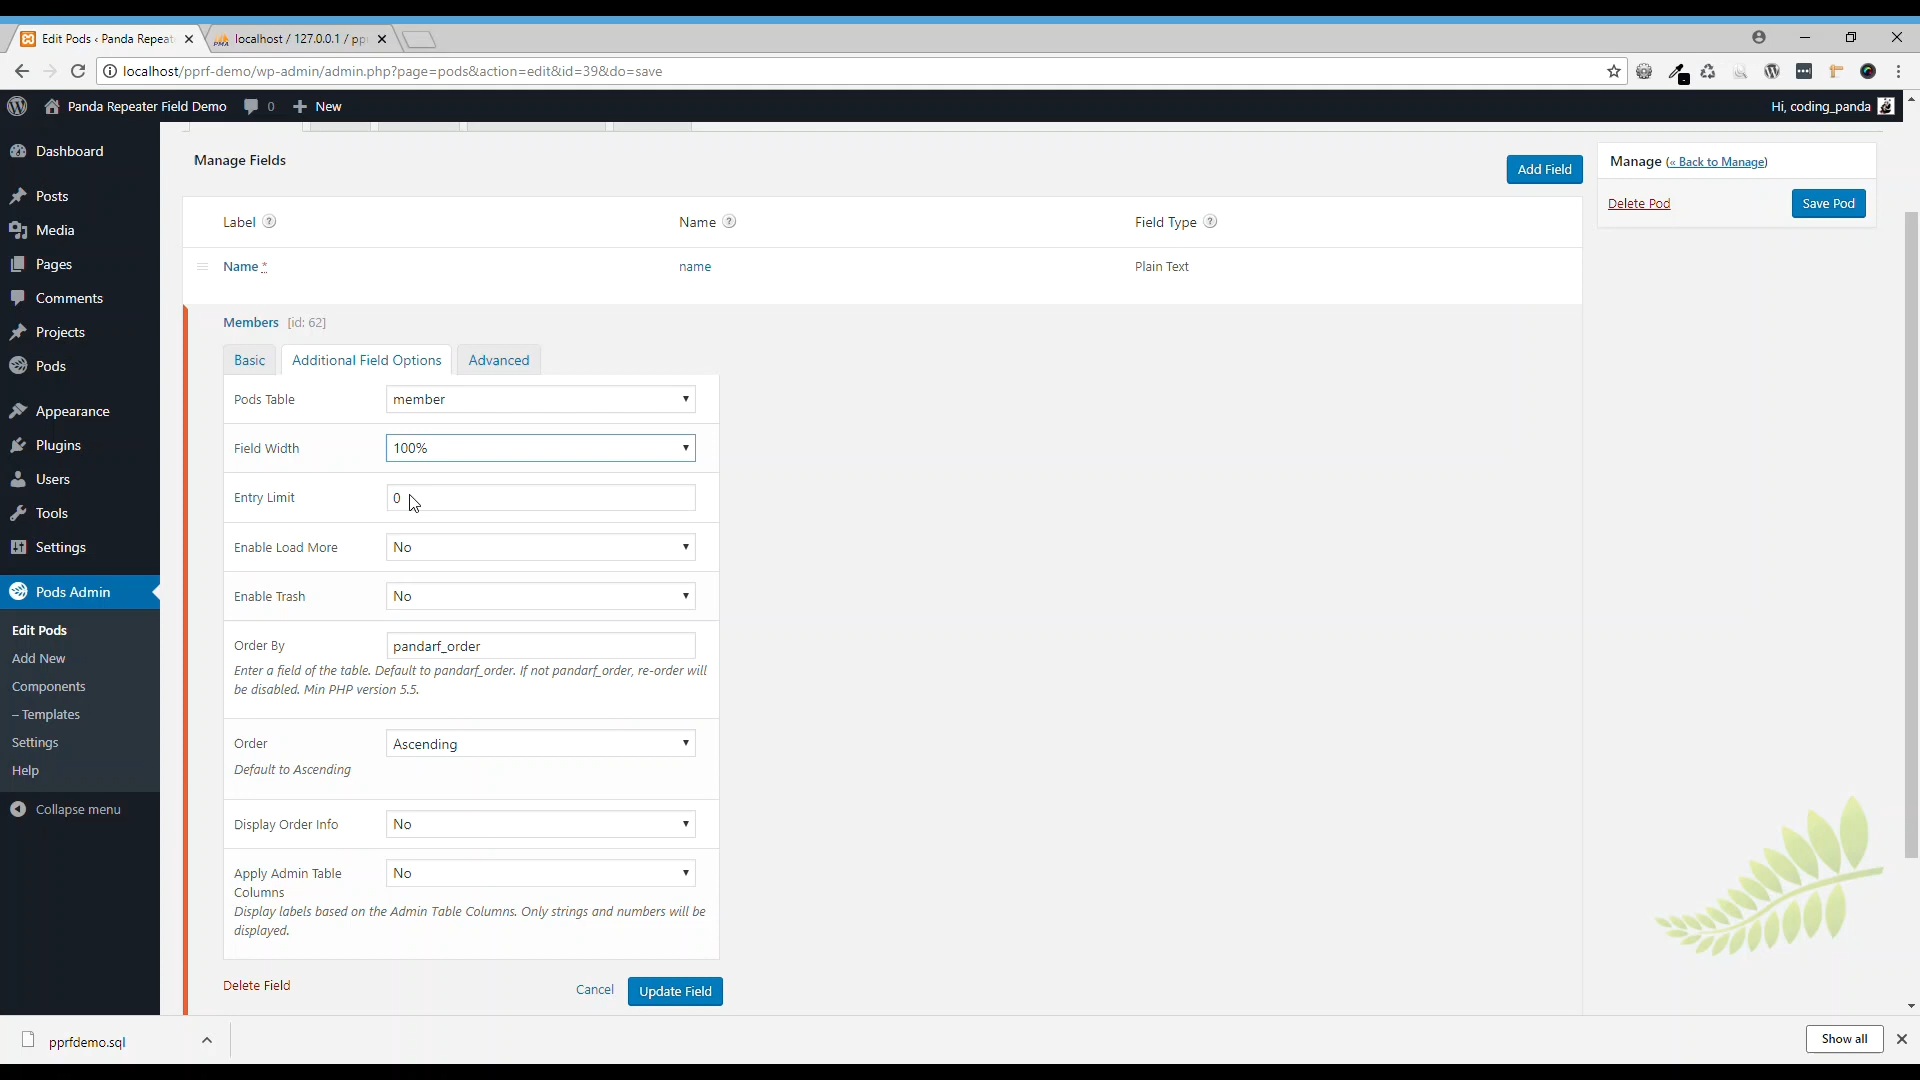 Edit Pods ‹ Panda Repeat
localhost / 127.0.0.1 / pp
localhost/pprf-demo/wp-admin/admin.php?page=pods&action=edit&id=39&do=save
Panda Repeater Field Demo
0
New
Hi, coding_panda
Dashboard
Posts
Media
Pages
Comments
Projects
Pods
Appearance
Plugins
Users
Tools
Settings
Pods Admin
Edit Pods
Add New
Components
– Templates
Settings
Help
Collapse menu
Manage Fields
Add Field
Label ?
Name ?
Field Type ?
Name *
name
Plain Text
Members [id: 62]
Basic
Additional Field Options
Advanced
Pods Table
member
Field Width
100%
Entry Limit
0
Enable Load More
No
Enable Trash
No
Order By
pandarf_order
Enter a field of the table. Default to pandarf_order. If not pandarf_order, re-order will
be disabled. Min PHP version 5.5.
Order
Ascending
Default to Ascending
Display Order Info
No
Apply Admin Table
Columns
No
Display labels based on the Admin Table Columns. Only strings and numbers will be
displayed.
Delete Field
Cancel
Update Field
Manage (« Back to Manage)
Delete Pod
Save Pod
pprfdemo.sql
Show all